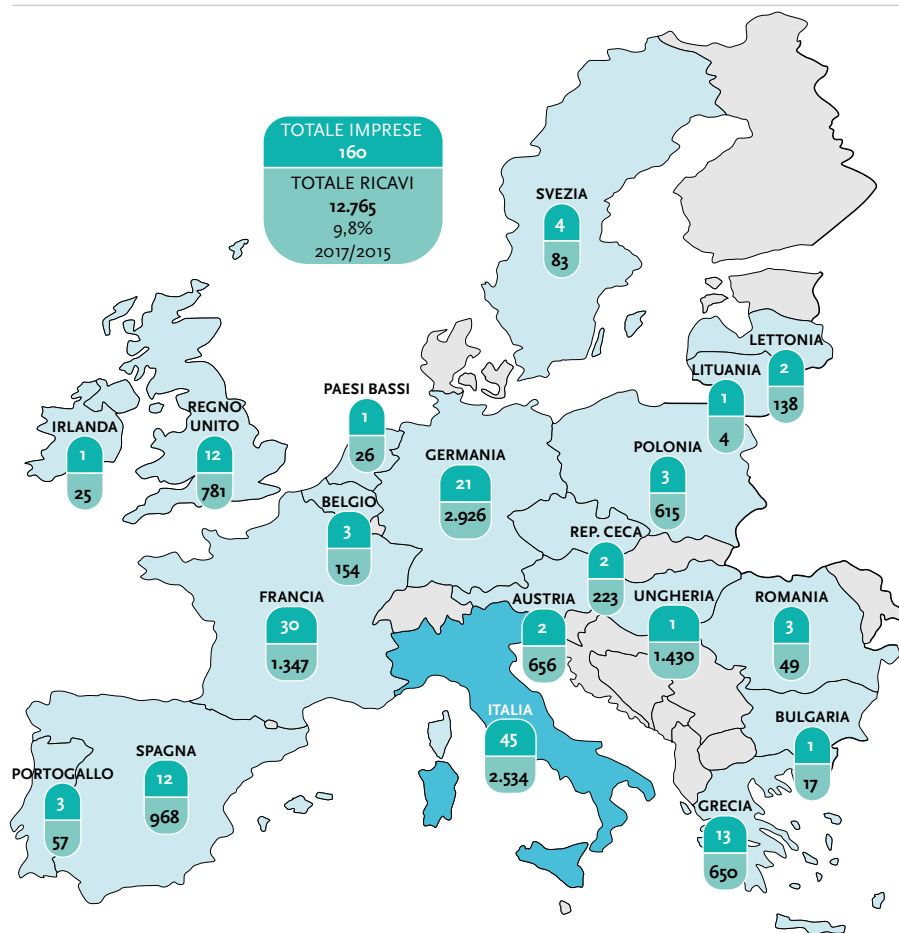 TOTALE IMPRESE
160
TOTALE RICAVI
12.765
9,8%
2017/2015
SVEZIA
4
83
LETTONIA
2
138
LITUANIA
1
4
PAESI BASSI
1
26
REGNO
UNITO
12
781
IRLANDA
1
25
GERMANIA
21
2.926
POLONIA
3
615
BELGIO
3
154
REP. CECA
2
223
FRANCIA
30
1.347
AUSTRIA
2
656
UNGHERIA
1
1.430
ROMANIA
3
49
ITALIA
45
2.534
BULGARIA
1
17
SPAGNA
12
968
PORTOGALLO
3
57
GRECIA
13
650